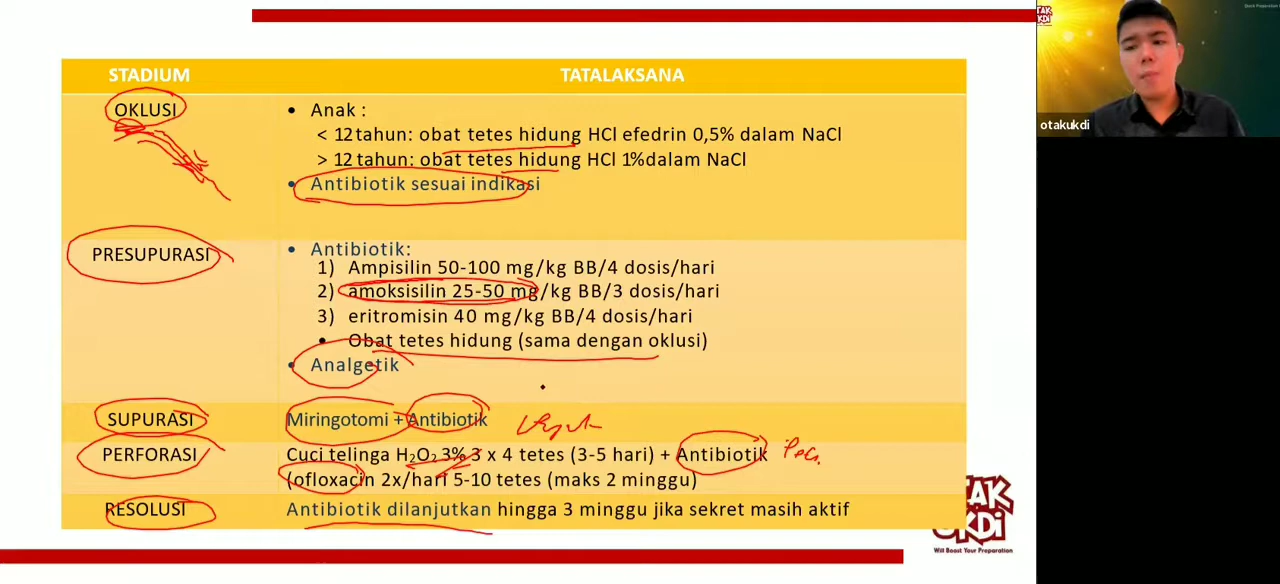 STADIUM
TATALAKSANA
OKLUSI
• Anak :
< 12 tahun: obat tetes hidung HCl efedrin 0,5% dalam NaCl
> 12 tahun: obat tetes hidung HCl 1%dalam NaCl
• Antibiotik sesuai indikasi
PRESUPURASI
• Antibiotik:
1) Ampisilin 50-100 mg/kg BB/4 dosis/hari
2) amoksisilin 25-50 mg/kg BB/3 dosis/hari
3) eritromisin 40 mg/kg BB/4 dosis/hari
• Obat tetes hidung (sama dengan oklusi)
• Analgetik
SUPURASI
Miringotomi + Antibiotik
PERFORASI
Cuci telinga H₂O₂ 3% 3 x 4 tetes (3-5 hari) + Antibiotik
(ofloxacin 2x/hari 5-10 tetes (maks 2 minggu)
RESOLUSI
Antibiotik dilanjutkan hingga 3 minggu jika sekret masih aktif
otakukdi
Will Boost Your Preparation